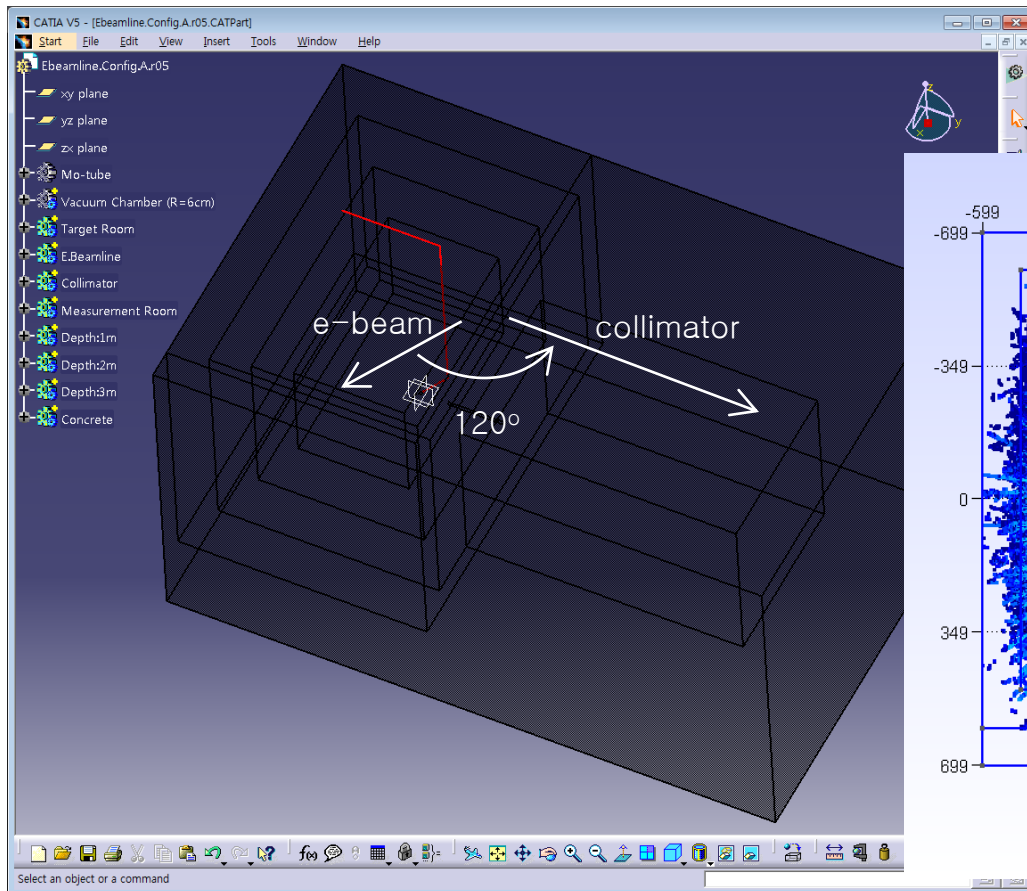 CATIA V5 - [Ebeamline.Config.A.r05.CATPart]
Start File Edit View Insert Tools Window Help
Ebeamline.Config.A.r05
xy plane
yz plane
zx plane
Mo-tube
Vacuum Chamber (R=6cm)
Target Room
E.Beamline
Collimator
Measurement Room
Depth:1m
Depth:2m
Depth:3m
Concrete
z
y
x
e-beam
collimator
120°
-599
-699
-349
0
349
699
f(x)
Select an object or a command